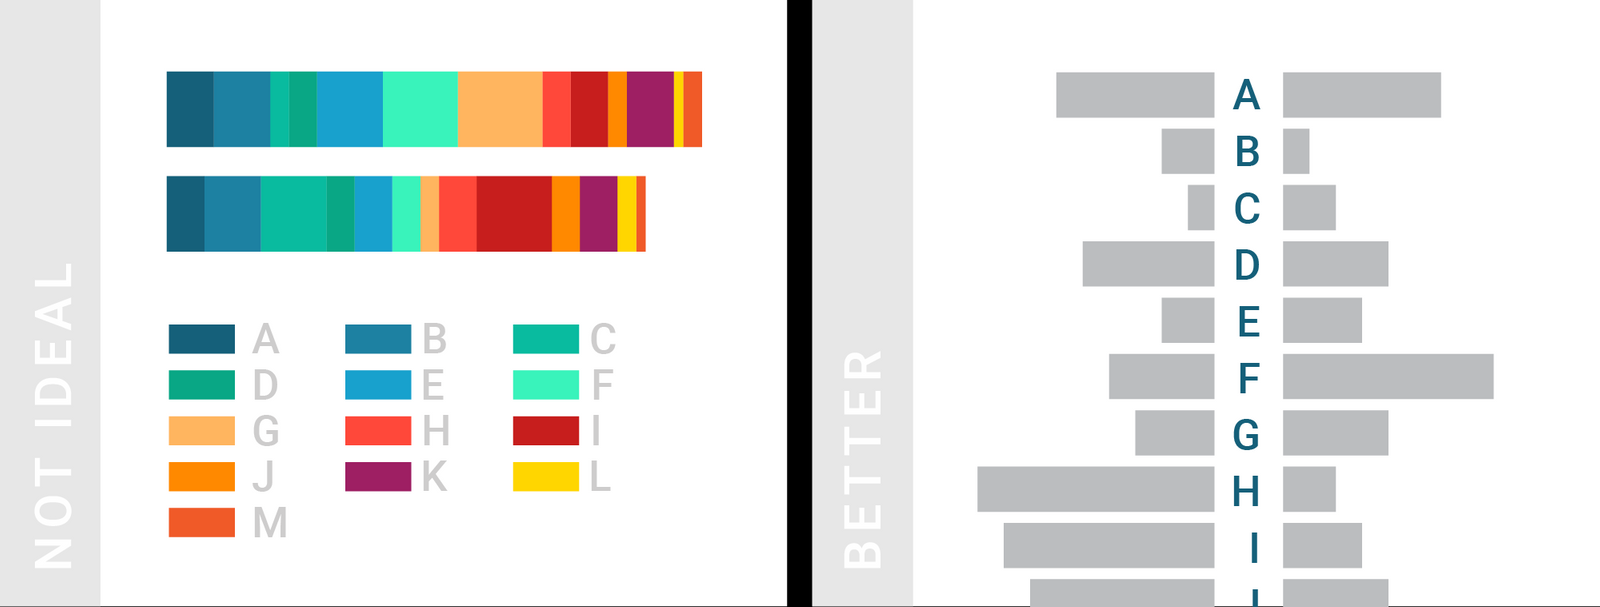 NOT IDEAL
A B C
D E F
G H I
J K L
M
BETTER
A
B
C
D
E
F
G
H
I